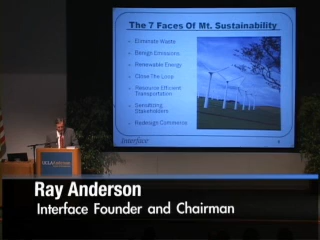 The 7 Faces Of Mt. Sustainability
Eliminate Waste
Benign Emissions
Renewable Energy
Close The Loop
Resource Efficient
Transportation
Sensitizing
Stakeholders
Redesign Commerce
Interface
UCLA
Ray Anderson
Interface Founder and Chairman